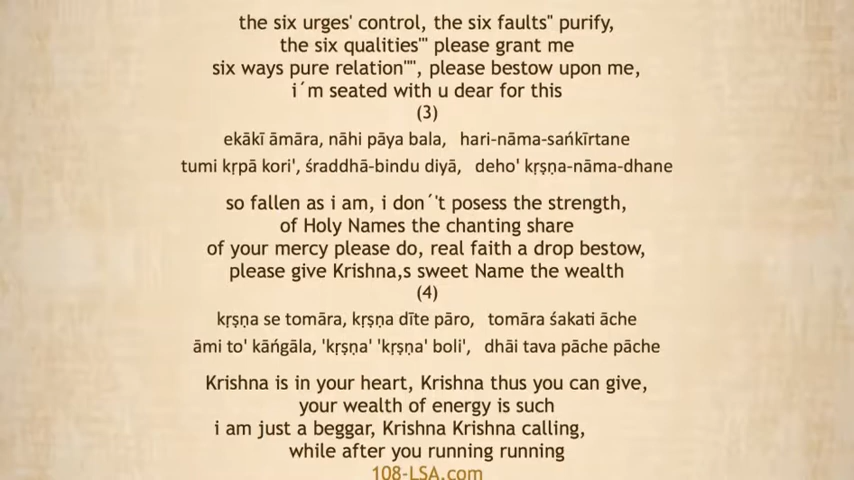 the six urges' control, the six faults'' purify,
the six qualities''' please grant me
six ways pure relation'''', please bestow upon me,
i´m seated with u dear for this
(3)
ekākī āmāra, nāhi pāya bala, hari-nāma-sańkīrtane
tumi kṛpā kori', śraddhā-bindu diyā, deho' kṛṣṇa-nāma-dhane
so fallen as i am, i don´'t posess the strength,
of Holy Names the chanting share
of your mercy please do, real faith a drop bestow,
please give Krishna,s sweet Name the wealth
(4)
kṛṣṇa se tomāra, kṛṣṇa dīte pāro, tomāra śakati āche
āmi to' kāńgāla, 'kṛṣṇa' 'kṛṣṇa' boli', dhāi tava pāche pāche
Krishna is in your heart, Krishna thus you can give,
your wealth of energy is such
i am just a beggar, Krishna Krishna calling,
while after you running running
108-LSA.com